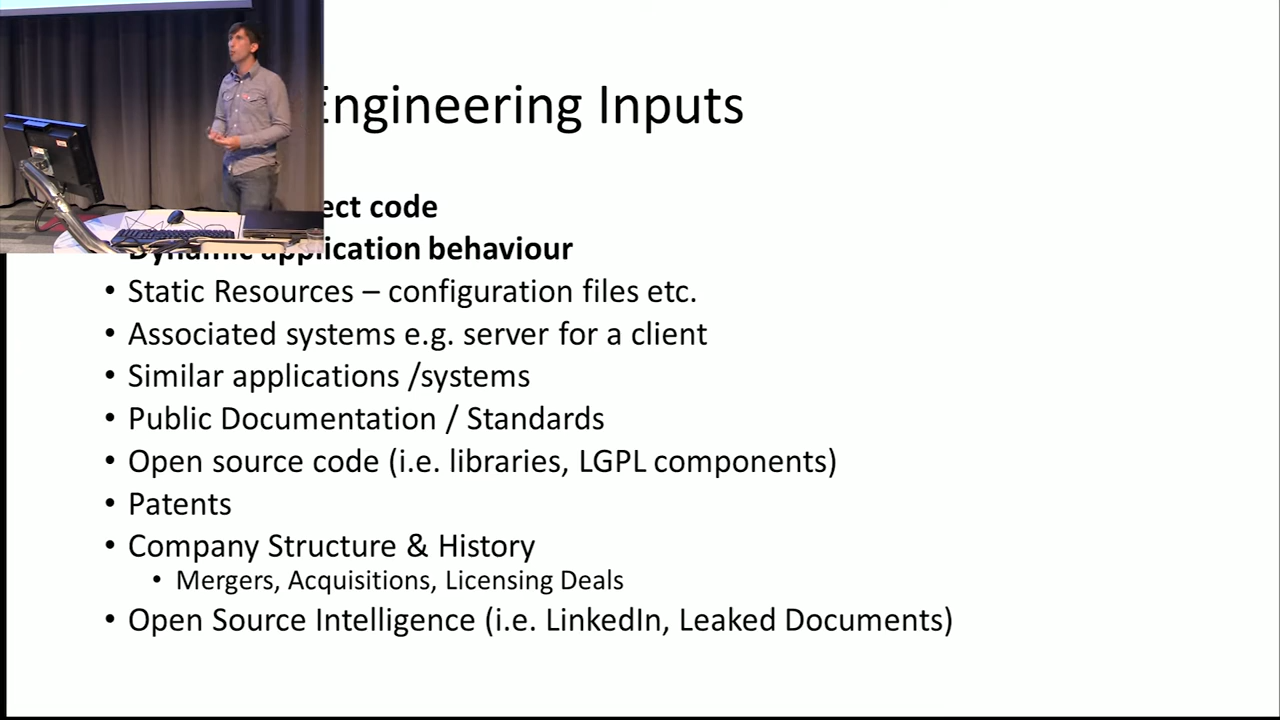 Engineering Inputs
code
Dynamic application behaviour
• Static Resources – configuration files etc.
• Associated systems e.g. server for a client
• Similar applications /systems
• Public Documentation / Standards
• Open source code (i.e. libraries, LGPL components)
• Patents
• Company Structure & History
• Mergers, Acquisitions, Licensing Deals
• Open Source Intelligence (i.e. LinkedIn, Leaked Documents)